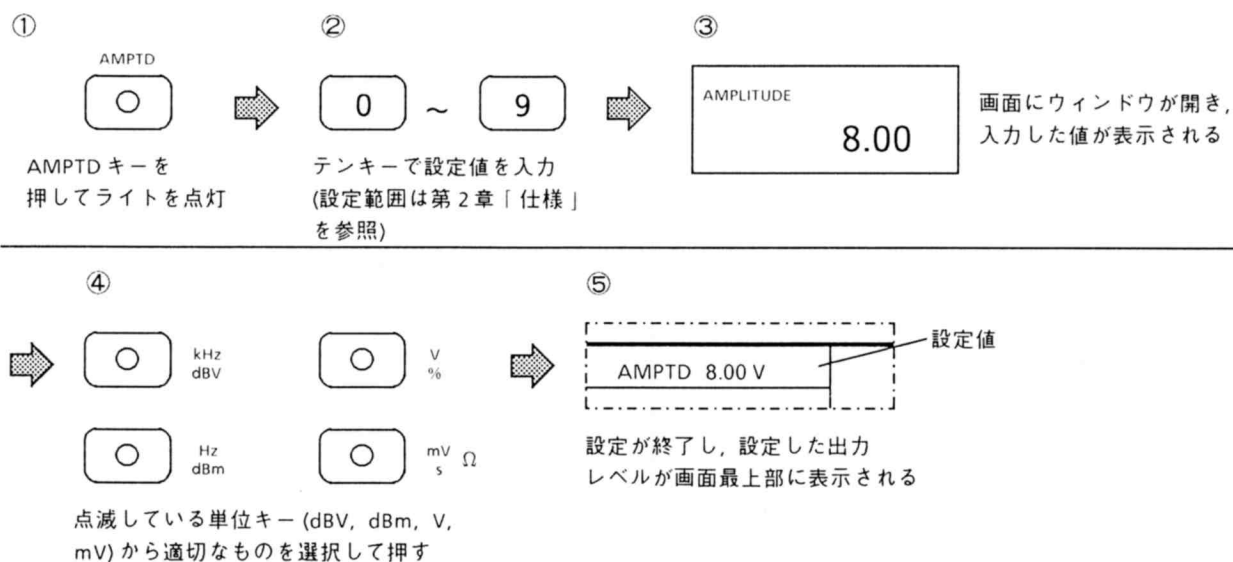 ①
AMPTD
AMPTD キーを
押してライトを点灯
②
0 ～ 9
テンキーで設定値を入力
(設定範囲は第2章「仕様」
を参照)
③
AMPLITUDE
8.00
画面にウィンドウが開き,
入力した値が表示される
④
kHz
dBV
V
%
Hz
dBm
mV
s
Ω
点滅している単位キー (dBV, dBm, V,
mV) から適切なものを選択して押す
⑤
AMPTD 8.00 V
設定値
設定が終了し, 設定した出力
レベルが画面最上部に表示される